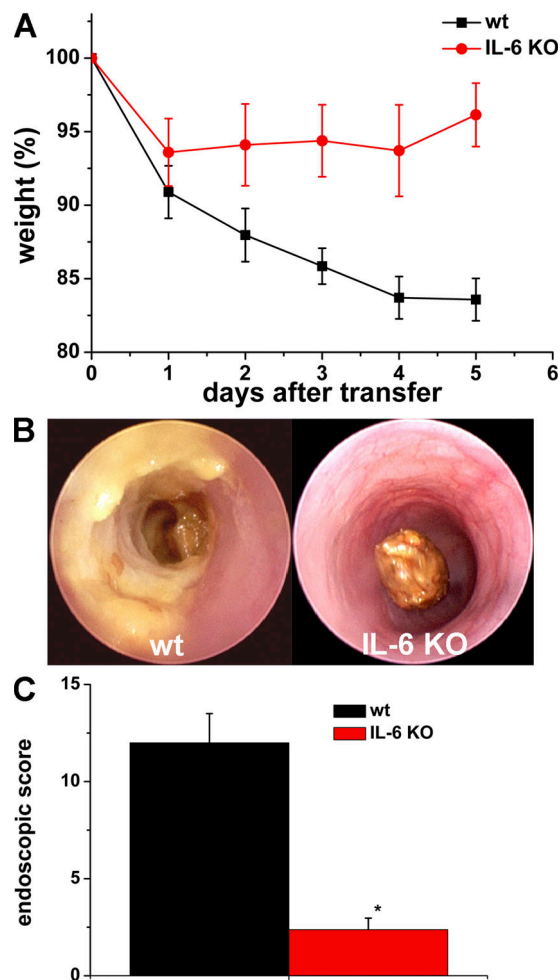 A
wt
IL-6 KO
weight (%)
100
95
90
85
80
0 1 2 3 4 5 6
days after transfer
B
wt IL-6 KO
C
endoscopic score
15
10
5
0
wt
IL-6 KO
*